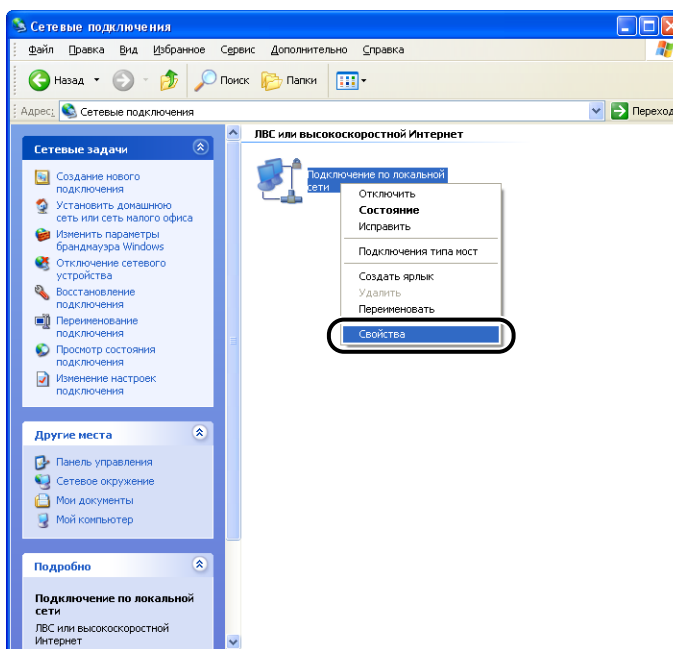 Сетевые подключения
Файл Правка Вид Избранное Сервис Дополнительно Справка
Назад Поиск Папки
Адрес: Сетевые подключения Переход
Сетевые задачи
Создание нового
подключения
Установить домашнюю
сеть или сеть малого офиса
Изменить параметры
брандмауэра Windows
Отключение сетевого
устройства
Восстановление
подключения
Переименование
подключения
Просмотр состояния
подключения
Изменение настроек
подключения
Другие места
Панель управления
Сетевое окружение
Мои документы
Мой компьютер
Подробно
Подключение по локальной
сети
ЛВС или высокоскоростной
Интернет
ЛВС или высокоскоростной Интернет
Подключение по локальной
сети
Отключить
Состояние
Исправить
Подключения типа мост
Создать ярлык
Удалить
Переименовать
Свойства